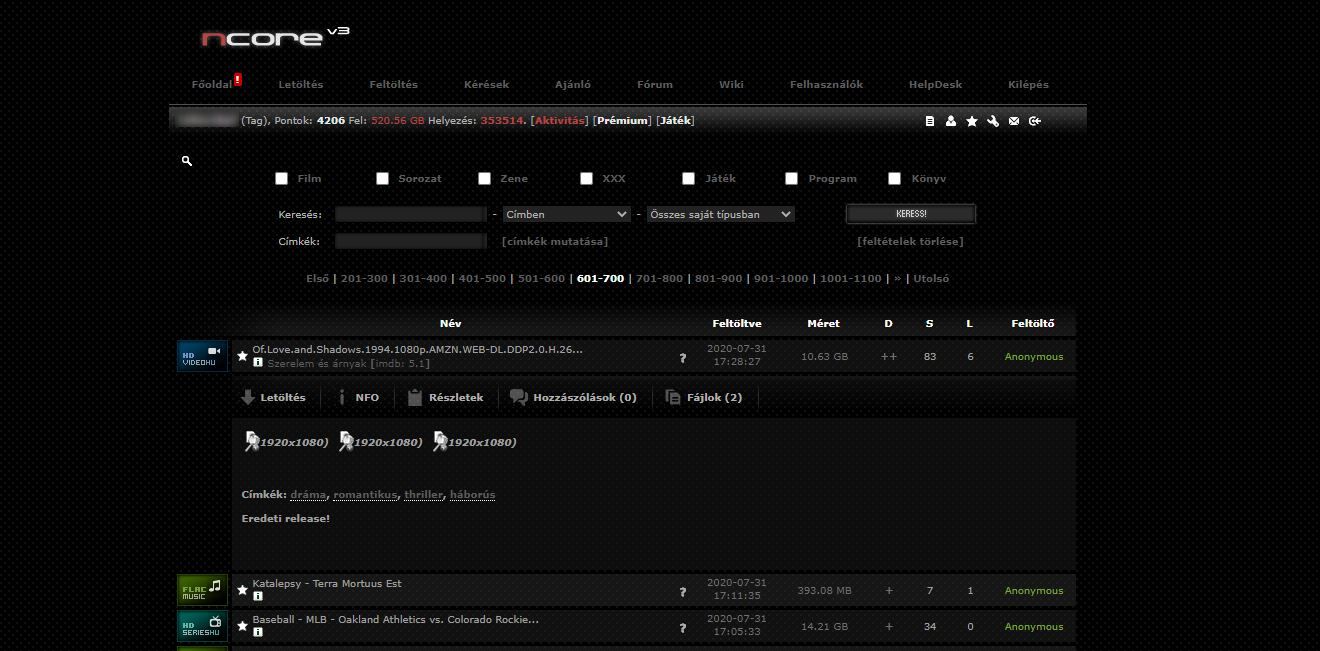 ncore v3
Főoldal ! Letöltés Feltöltés Kérések Ajánló Fórum Wiki Felhasználók HelpDesk Kilépés
(Tag), Pontok: 4206 Fel: 520.56 GB Helyezés: 353514. [Aktivitás] [Prémium] [Játék]
Film Sorozat Zene XXX Játék Program Könyv
Keresés: - Címben - Összes saját típusban KERESS!
Címkék: [címkék mutatása] [feltételek törlése]
Első | 201-300 | 301-400 | 401-500 | 501-600 | 601-700 | 701-800 | 801-900 | 901-1000 | 1001-1100 | » | Utolsó
Név Feltöltve Méret D S L Feltöltő
HD VIDEOHU Of.Love.and.Shadows.1994.1080p.AMZN.WEB-DL.DDP2.0.H.26... ? 2020-07-31 17:28:27 10.63 GB ++ 83 6 Anonymous
Szerelem és árnyak [imdb: 5.1]
Letöltés NFO Részletek Hozzászólások (0) Fájlok (2)
1920x1080) 1920x1080) 1920x1080)
Címkék: dráma, romantikus, thriller, háborús
Eredeti release!
FLAC MUSIC Katalepsy - Terra Mortuus Est ? 2020-07-31 17:11:35 393.08 MB + 7 1 Anonymous
HD SERIESHU Baseball - MLB - Oakland Athletics vs. Colorado Rockie... ? 2020-07-31 17:05:33 14.21 GB + 34 0 Anonymous